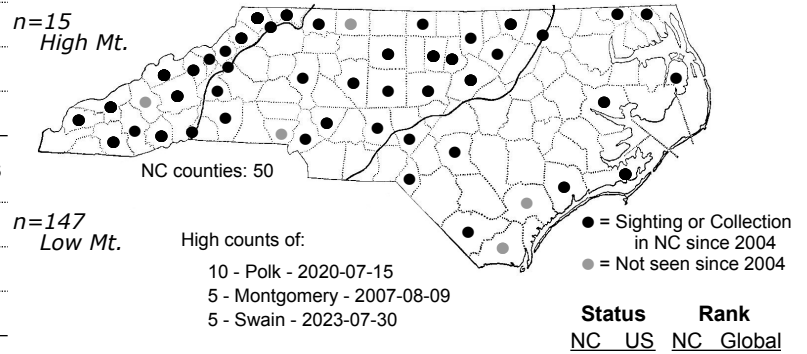 n=15
High Mt.
NC counties: 50
n=147
Low Mt.
High counts of:
10 - Polk - 2020-07-15
5 - Montgomery - 2007-08-09
5 - Swain - 2023-07-30
= Sighting or Collection
in NC since 2004
= Not seen since 2004
Status Rank
NC US NC Global